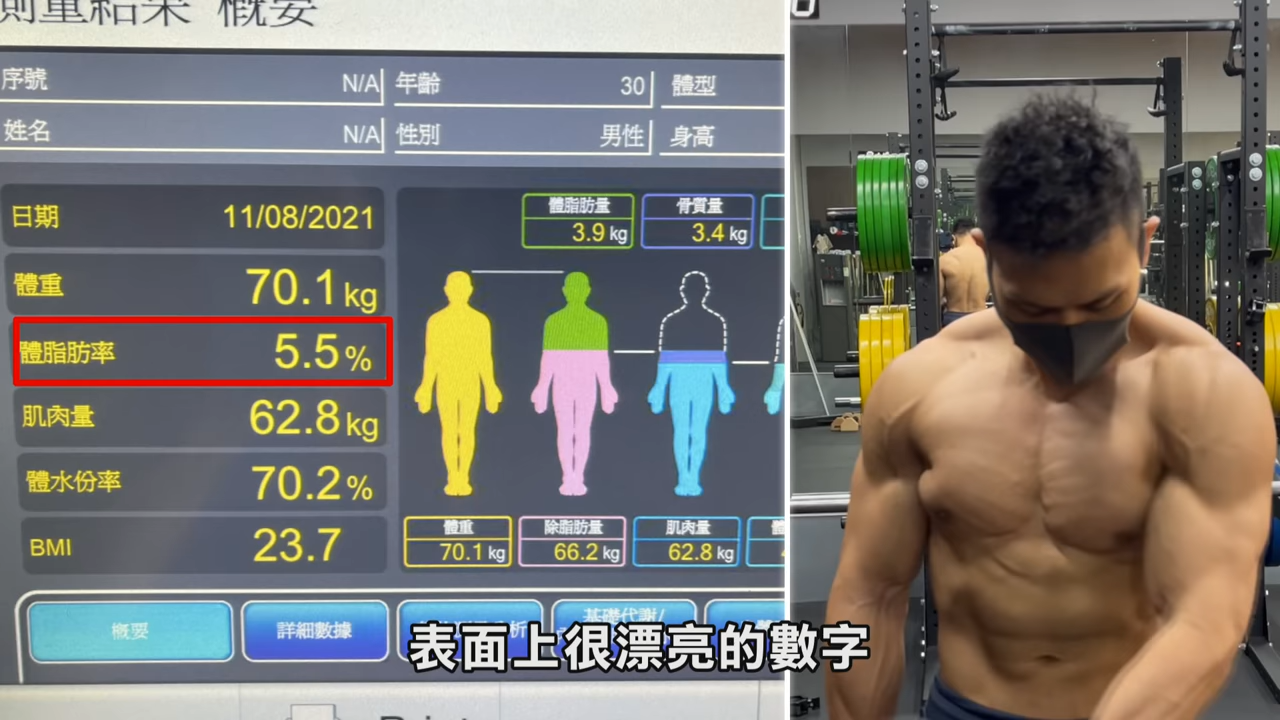 測量結果 概要
序號 N/A 年齡 30 體型
姓名 N/A 性別 男性 身高
日期 11/08/2021
體脂肪量 3.9 kg
骨質量 3.4 kg
體重 70.1 kg
體脂肪率 5.5 %
肌肉量 62.8 kg
體水份率 70.2 %
BMI 23.7
體重 70.1 kg
除脂肪量 66.2 kg
肌肉量 62.8 kg
概要 詳細數據 基礎代謝/
表面上很漂亮的數字